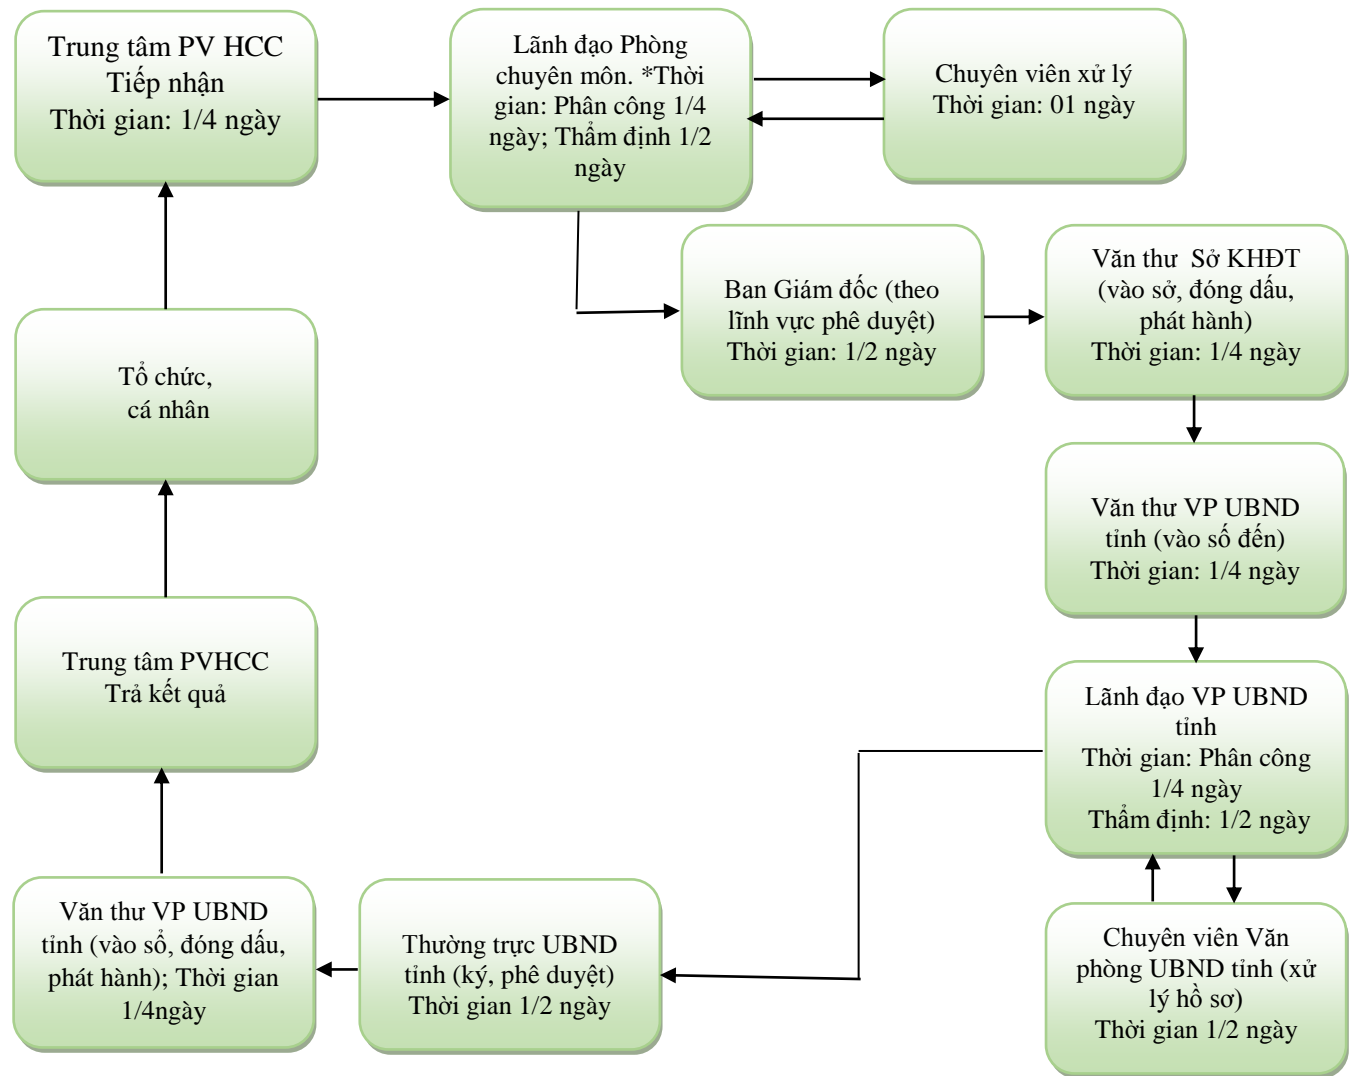 Trung tâm PV HCC
Tiếp nhận
Thời gian: 1/4 ngày
Lãnh đạo Phòng
chuyên môn. *Thời
gian: Phân công 1/4
ngày; Thẩm định 1/2
ngày
Chuyên viên xử lý
Thời gian: 01 ngày
Ban Giám đốc (theo
lĩnh vực phê duyệt)
Thời gian: 1/2 ngày
Văn thư Sở KHĐT
(vào sở, đóng dấu,
phát hành)
Thời gian: 1/4 ngày
Tổ chức,
cá nhân
Văn thư VP UBND
tỉnh (vào số đến)
Thời gian: 1/4 ngày
Trung tâm PVHCC
Trả kết quả
Lãnh đạo VP UBND
tỉnh
Thời gian: Phân công
1/4 ngày
Thẩm định: 1/2 ngày
Văn thư VP UBND
tỉnh (vào sổ, đóng dấu,
phát hành); Thời gian
1/4ngày
Thường trực UBND
tỉnh (ký, phê duyệt)
Thời gian 1/2 ngày
Chuyên viên Văn
phòng UBND tỉnh (xử
lý hồ sơ)
Thời gian 1/2 ngày